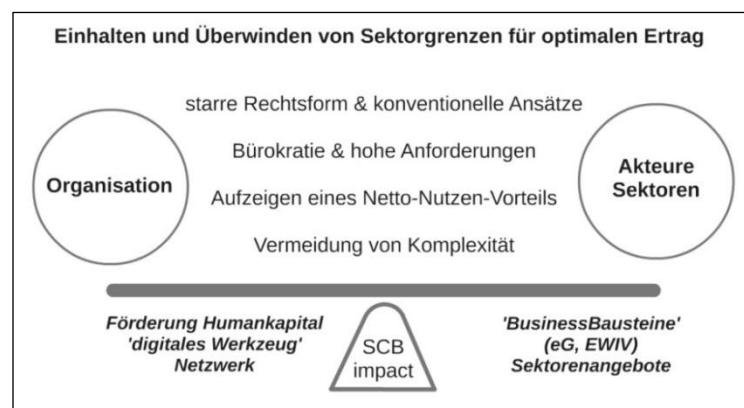 Einhalten und Überwinden von Sektorgrenzen für optimalen Ertrag
starre Rechtsform & konventionelle Ansätze
Bürokratie & hohe Anforderungen
Organisation
Akteure
Sektoren
Aufzeigen eines Netto-Nutzen-Vorteils
Vermeidung von Komplexität
Förderung Humankapital
'digitales Werkzeug'
Netzwerk
SCB
impact
'BusinessBausteine'
(eG, EWIV)
Sektorenangebote